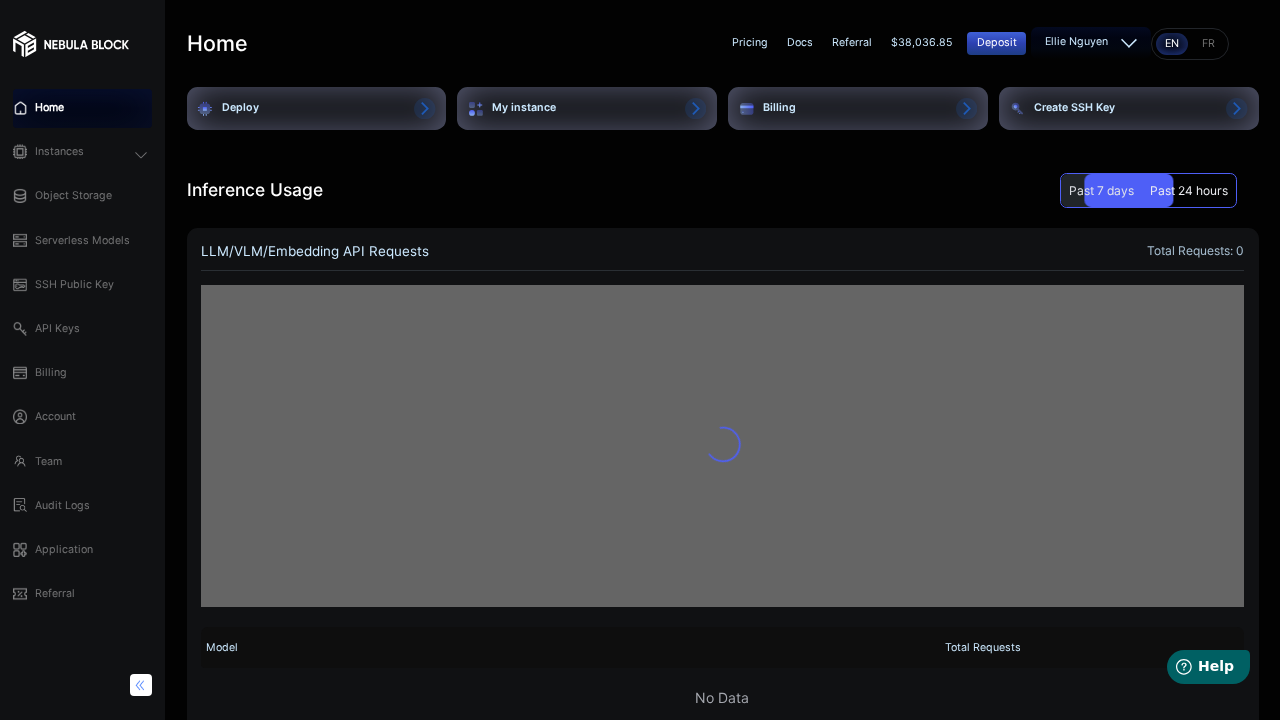 NEBULA BLOCK
Home
Instances
Object Storage
Serverless Models
SSH Public Key
API Keys
Billing
Account
Team
Audit Logs
Application
Referral
Home
Pricing
Docs
Referral
$38,036.85
Deposit
Ellie Nguyen
EN
FR
Deploy
My instance
Billing
Create SSH Key
Inference Usage
Past 7 days
Past 24 hours
LLM/VLM/Embedding API Requests
Total Requests: 0
Model
Total Requests
No Data
Help